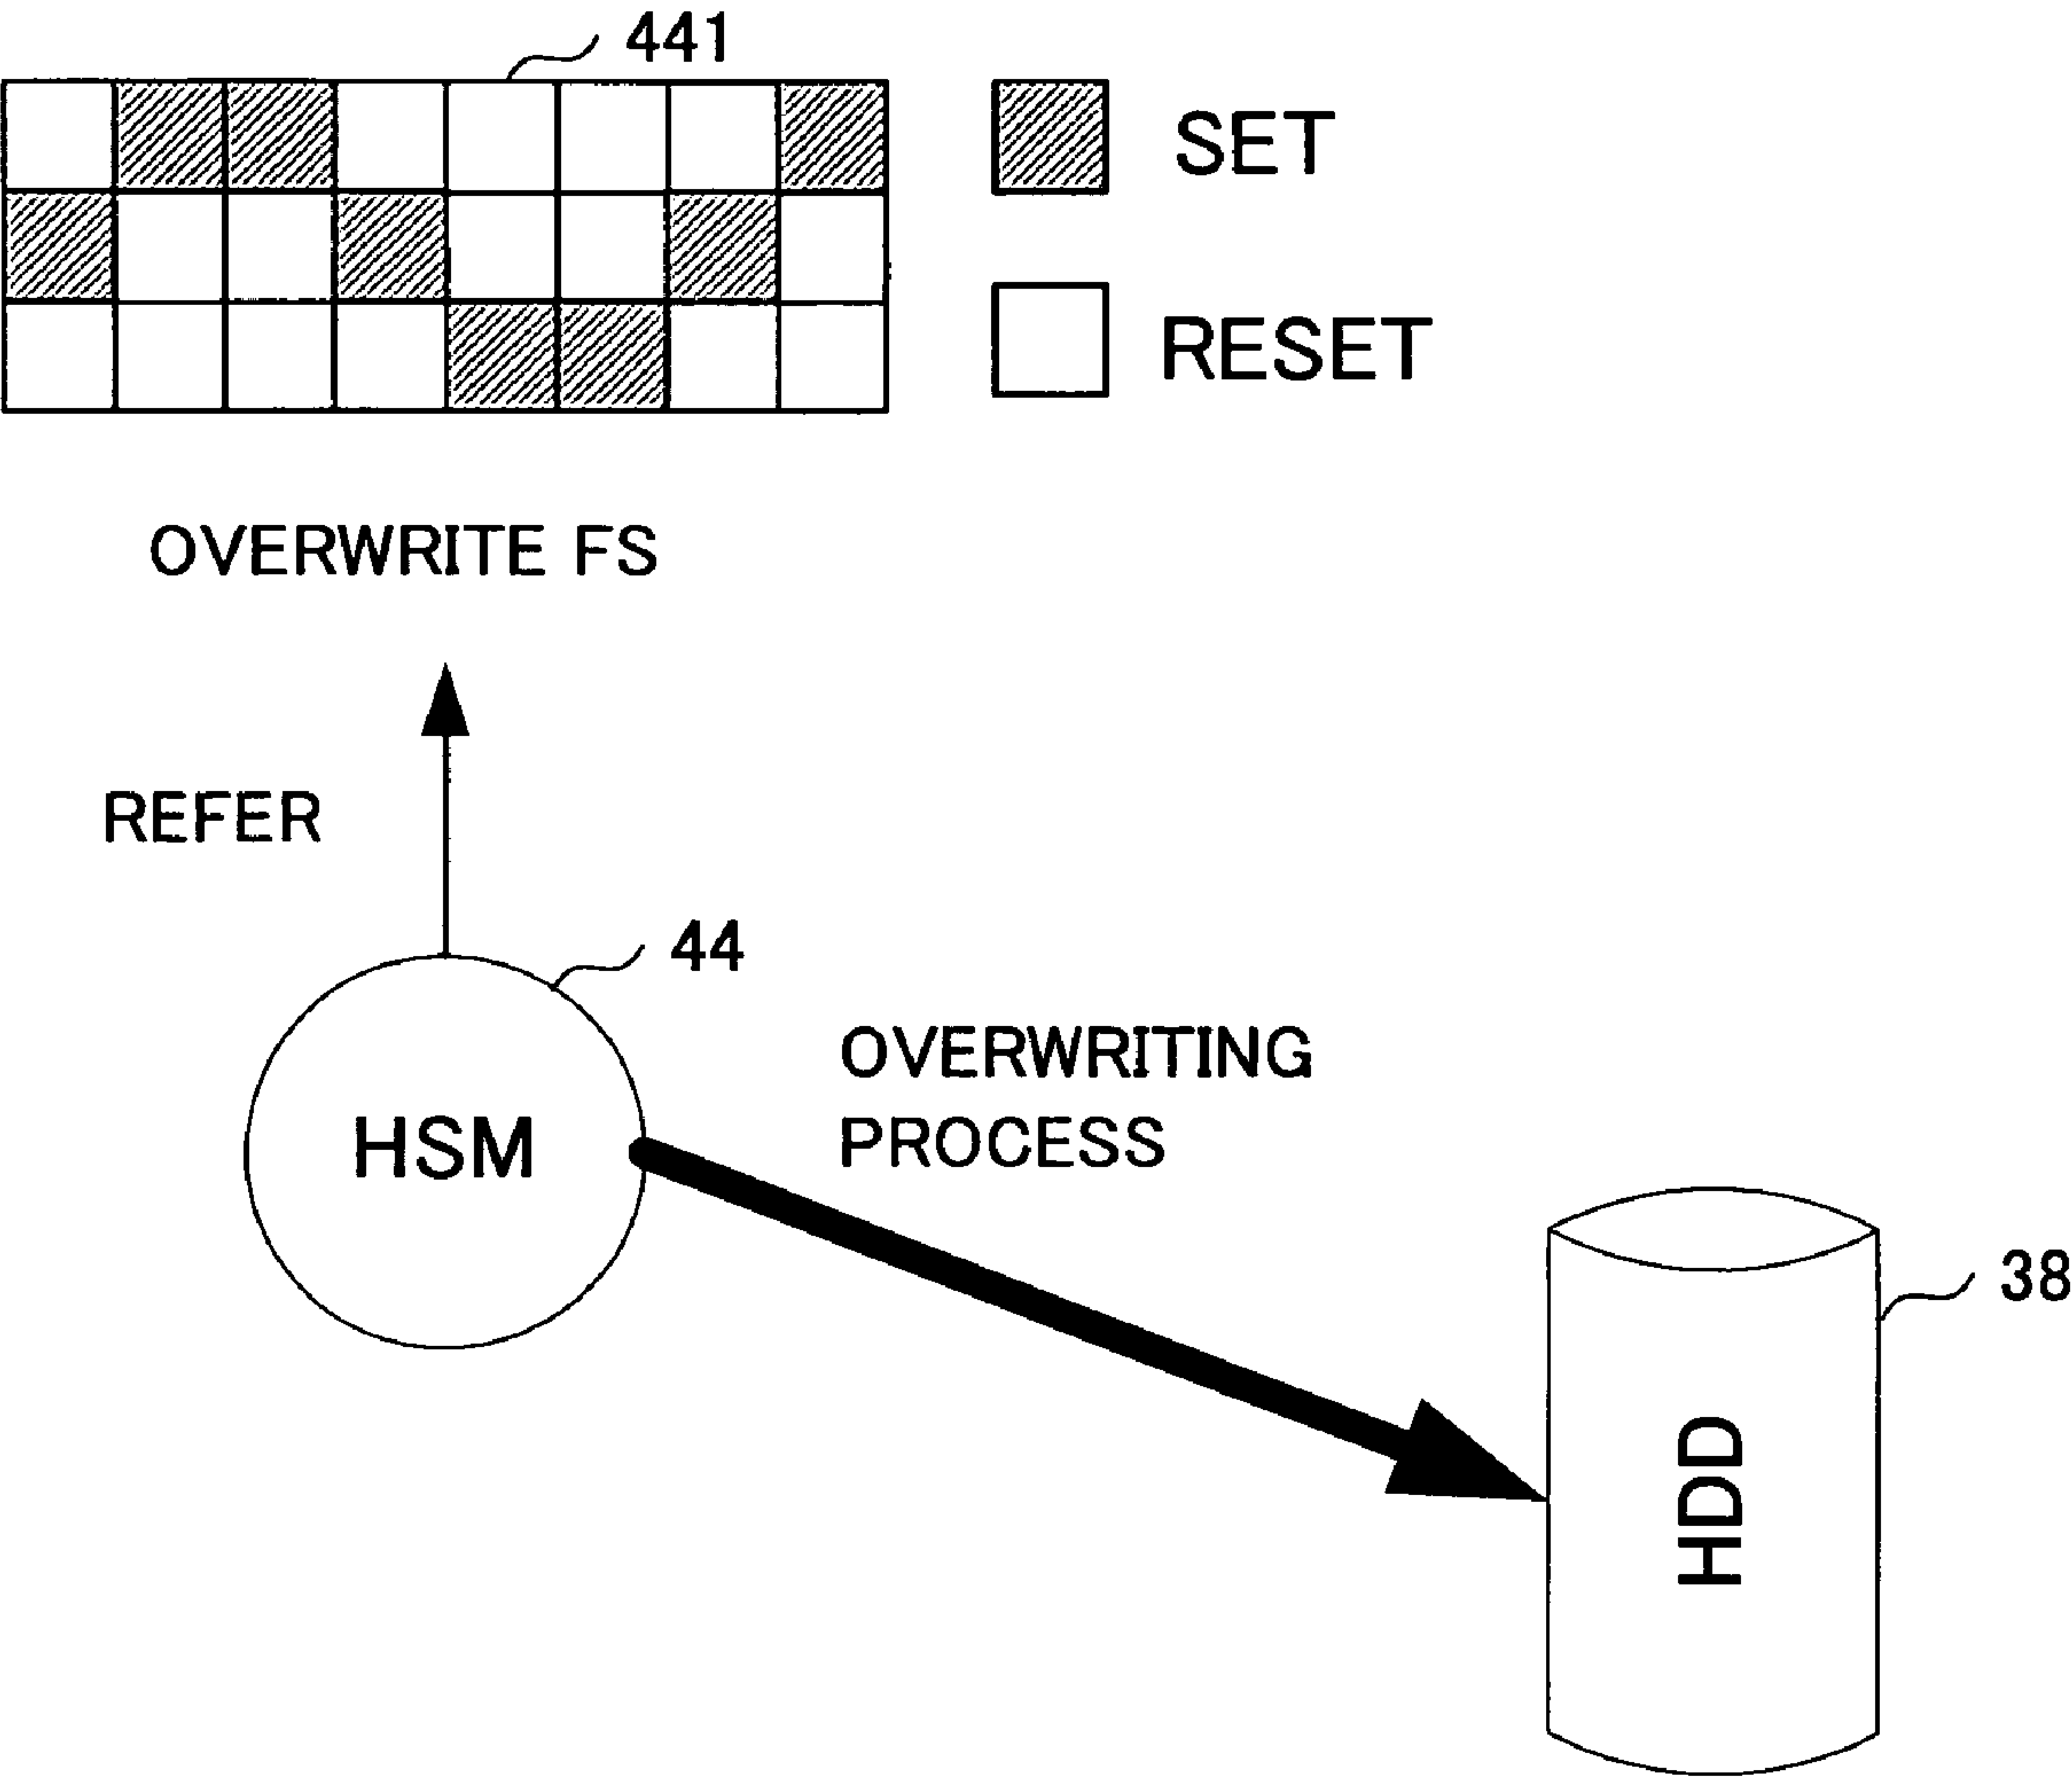 441
SET
RESET
OVERWRITE FS
REFER
44
OVERWRITING
PROCESS
HSM
38
HDD